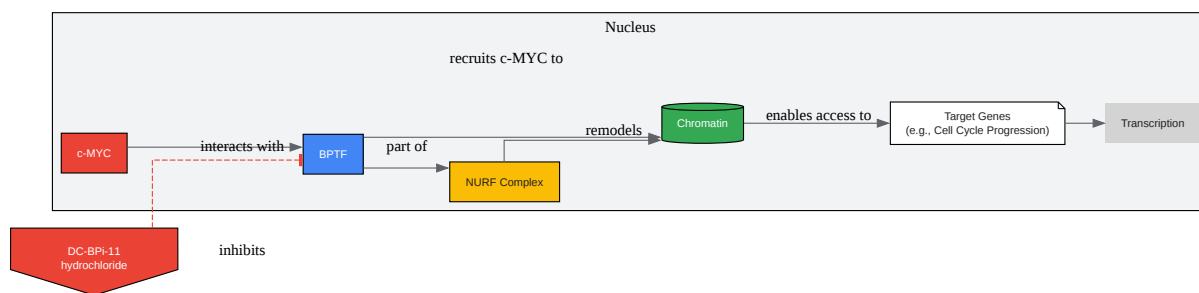 Nucleus
recruits c-MYC to
c-MYC
interacts with
BPTF
part of
NURF Complex
remodels
Chromatin
enables access to
Target Genes
(e.g., Cell Cycle Progression)
Transcription
DC-BPi-11
hydrochloride
inhibits